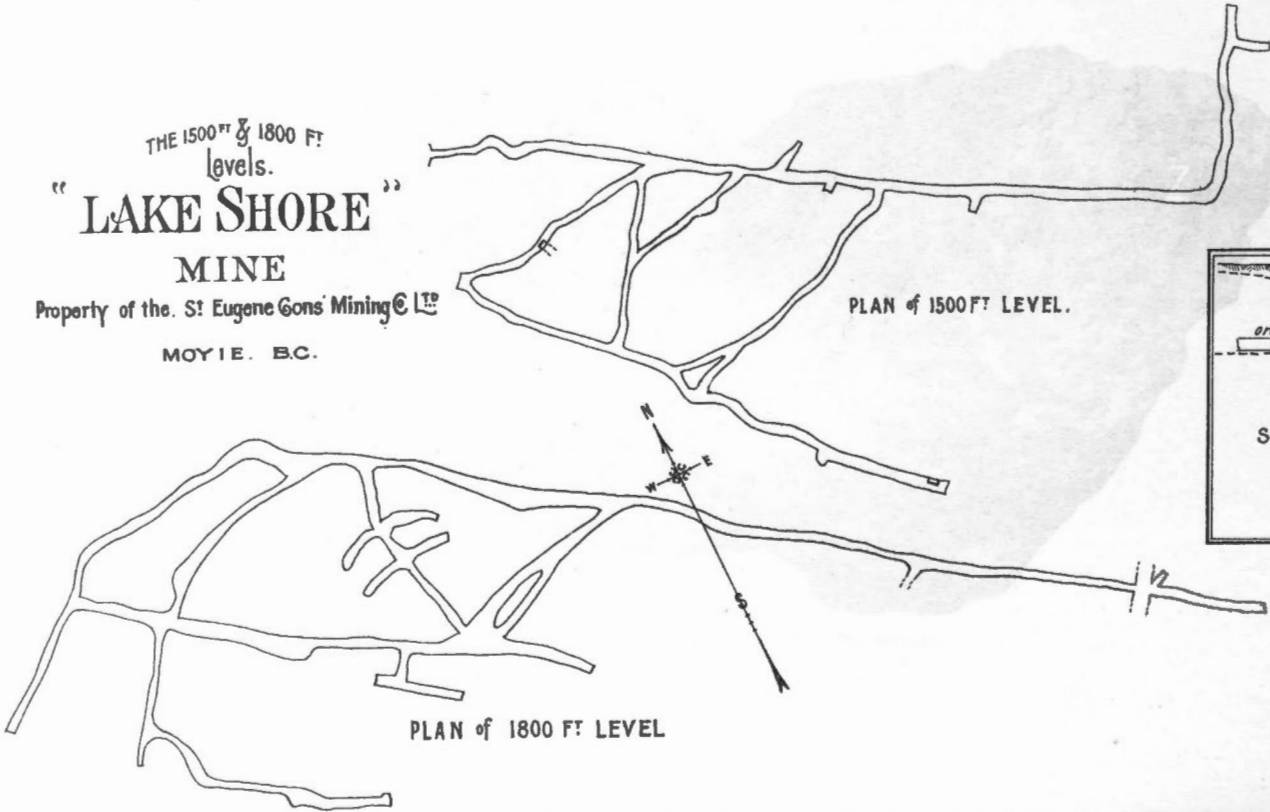 THE 1500 FT & 1800 FT
Levels.
"LAKE SHORE"
MINE
Property of the. St Eugene Cons' Mining Co LTD
MOYIE. B.C.
PLAN of 1500 FT LEVEL.
or
S
N
W E
S
PLAN of 1800 FT LEVEL